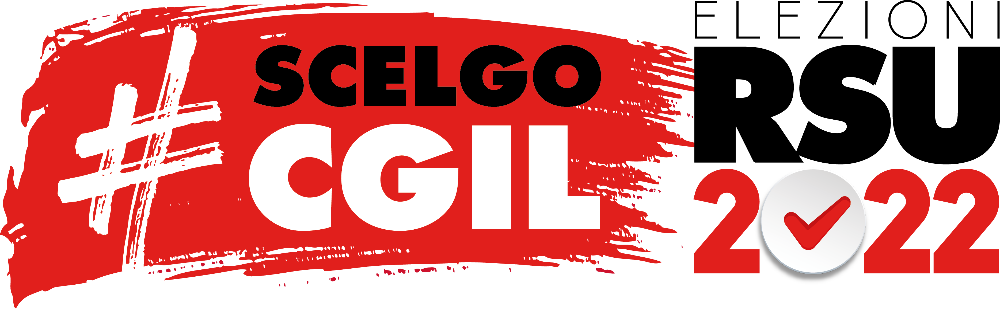 #SCELGO
CGIL
ELEZIONI
RSU
2022